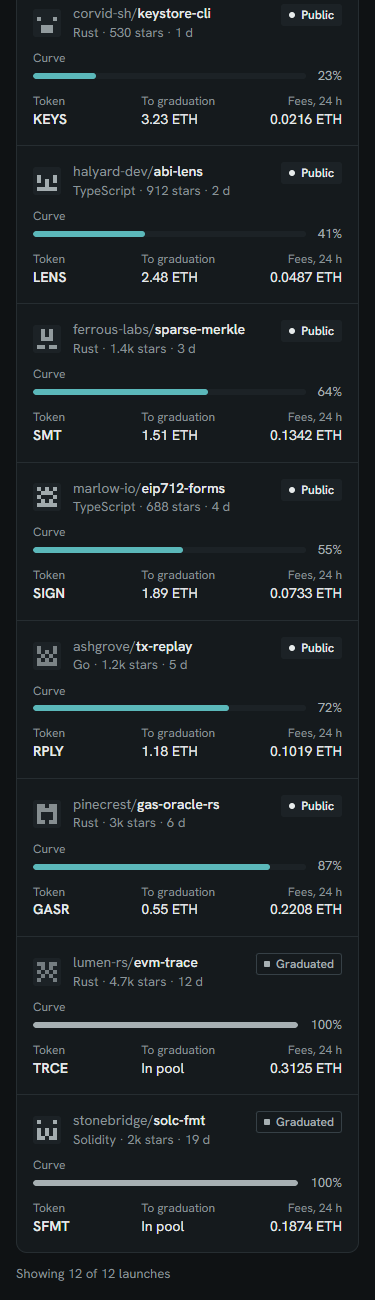 corvid-sh/keystore-cli
Public
Rust · 530 stars · 1 d
Curve
23%
Token To graduation Fees, 24 h
KEYS 3.23 ETH 0.0216 ETH
halyard-dev/abi-lens
Public
TypeScript · 912 stars · 2 d
Curve
41%
Token To graduation Fees, 24 h
LENS 2.48 ETH 0.0487 ETH
ferrous-labs/sparse-merkle
Public
Rust · 1.4k stars · 3 d
Curve
64%
Token To graduation Fees, 24 h
SMT 1.51 ETH 0.1342 ETH
marlow-io/eip712-forms
Public
TypeScript · 688 stars · 4 d
Curve
55%
Token To graduation Fees, 24 h
SIGN 1.89 ETH 0.0733 ETH
ashgrove/tx-replay
Public
Go · 1.2k stars · 5 d
Curve
72%
Token To graduation Fees, 24 h
RPLY 1.18 ETH 0.1019 ETH
pinecrest/gas-oracle-rs
Public
Rust · 3k stars · 6 d
Curve
87%
Token To graduation Fees, 24 h
GASR 0.55 ETH 0.2208 ETH
lumen-rs/evm-trace
Graduated
Rust · 4.7k stars · 12 d
Curve
100%
Token To graduation Fees, 24 h
TRCE In pool 0.3125 ETH
stonebridge/solc-fmt
Graduated
Solidity · 2k stars · 19 d
Curve
100%
Token To graduation Fees, 24 h
SFMT In pool 0.1874 ETH
Showing 12 of 12 launches